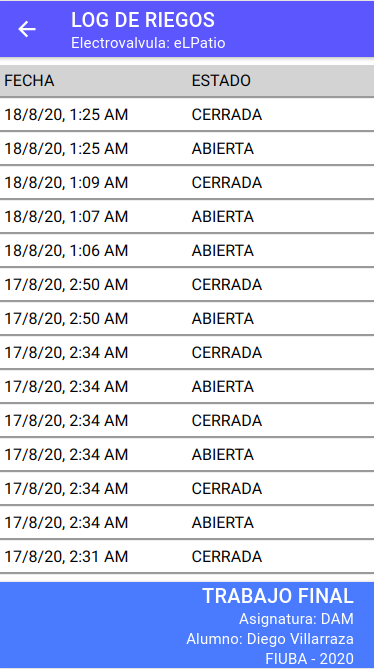 LOG DE RIEGOS
Electrovalvula: eLPatio
FECHA ESTADO
18/8/20, 1:25 AM CERRADA
18/8/20, 1:25 AM ABIERTA
18/8/20, 1:09 AM CERRADA
18/8/20, 1:07 AM ABIERTA
18/8/20, 1:06 AM ABIERTA
17/8/20, 2:50 AM CERRADA
17/8/20, 2:50 AM ABIERTA
17/8/20, 2:34 AM CERRADA
17/8/20, 2:34 AM ABIERTA
17/8/20, 2:34 AM CERRADA
17/8/20, 2:34 AM ABIERTA
17/8/20, 2:34 AM CERRADA
17/8/20, 2:34 AM ABIERTA
17/8/20, 2:31 AM CERRADA
TRABAJO FINAL
Asignatura: DAM
Alumno: Diego Villarraza
FIUBA - 2020